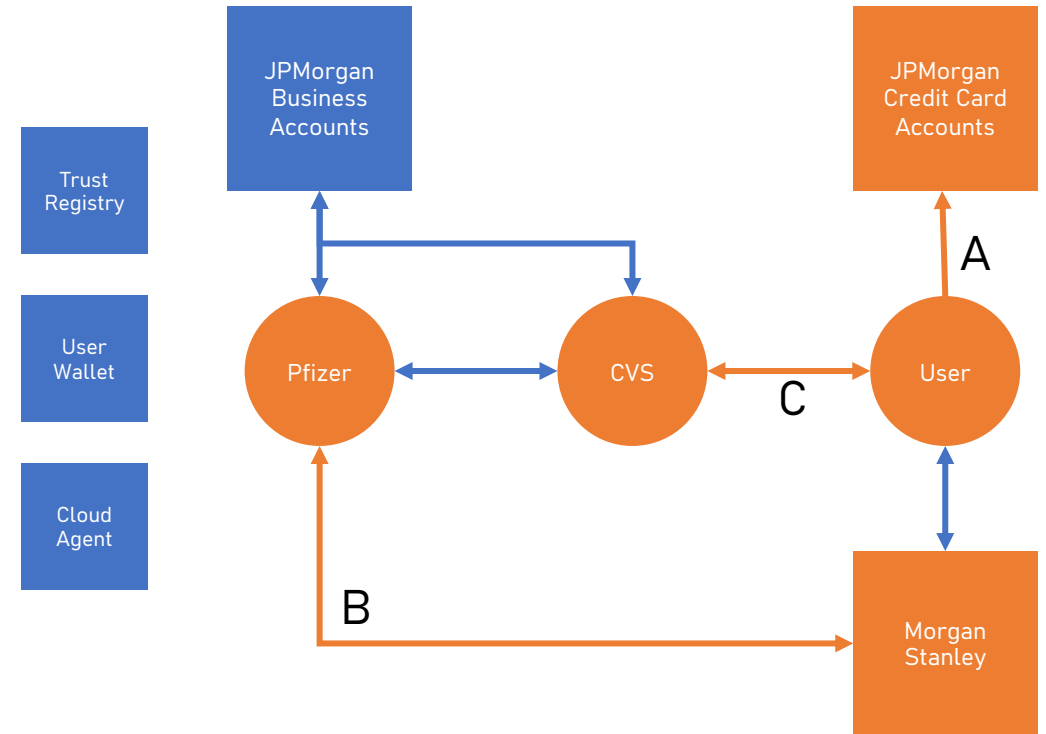 JPMorgan
Business
Accounts
JPMorgan
Credit Card
Accounts
Trust
Registry
A
User
Wallet
Pfizer
CVS
User
C
Cloud
Agent
B
Morgan
Stanley